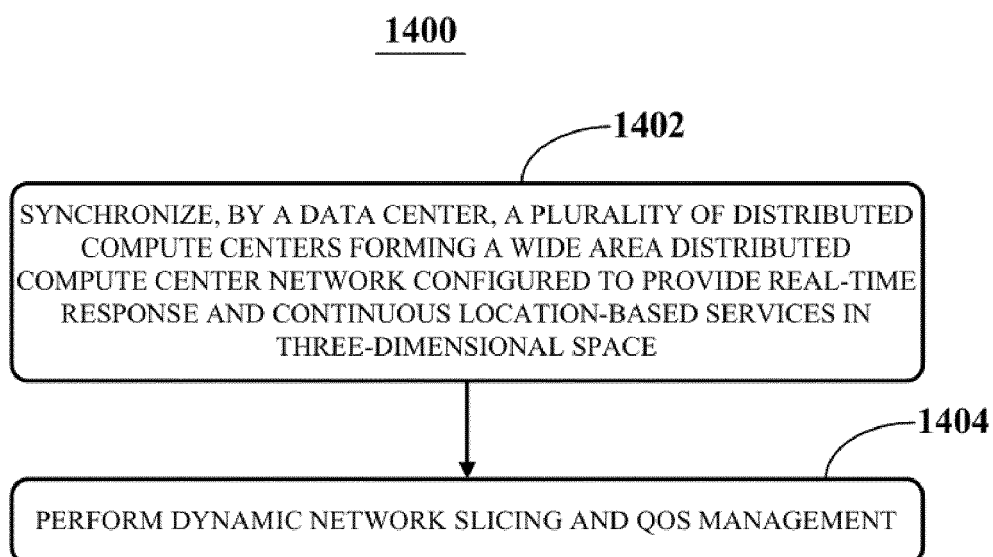 1400
1402
SYNCHRONIZE, BY A DATA CENTER, A PLURALITY OF DISTRIBUTED
COMPUTE CENTERS FORMING A WIDE AREA DISTRIBUTED
COMPUTE CENTER NETWORK CONFIGURED TO PROVIDE REAL-TIME
RESPONSE AND CONTINUOUS LOCATION-BASED SERVICES IN
THREE-DIMENSIONAL SPACE
1404
PERFORM DYNAMIC NETWORK SLICING AND QOS MANAGEMENT